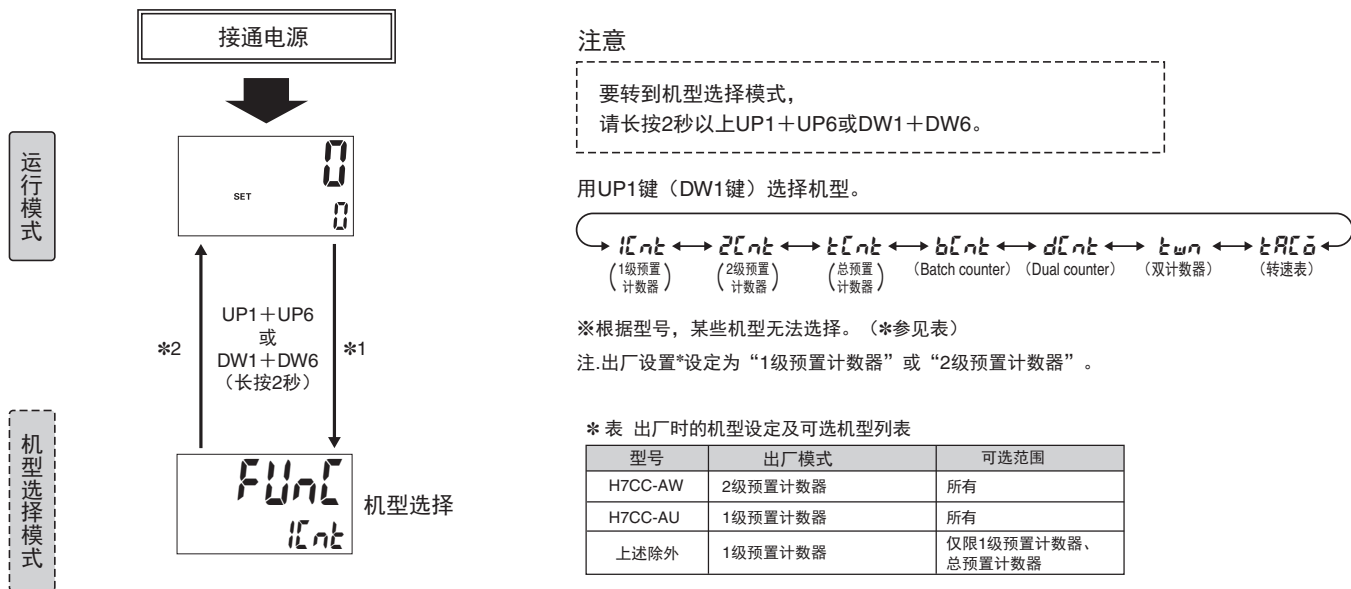 接通电源
运行模式
0
SET
0
✽2
UP1＋UP6
或
DW1＋DW6
（长按2秒）
✽1
机型选择模式
FUnC
1Cnt
机型选择
注意
要转到机型选择模式，
请长按2秒以上UP1＋UP6或DW1＋DW6。
用UP1键（DW1键）选择机型。
1Cnt 2Cnt tCnt bCnt dCnt twn tACo
（1级预置计数器） （2级预置计数器） （总预置计数器） （Batch counter） （Dual counter） （双计数器） （转速表）
※根据型号，某些机型无法选择。（✽参见表）
注.出厂设置*设定为“1级预置计数器”或“2级预置计数器”。
✽ 表 出厂时的机型设定及可选机型列表
型号 出厂模式 可选范围
H7CC-AW 2级预置计数器 所有
H7CC-AU 1级预置计数器 所有
上述除外 1级预置计数器 仅限1级预置计数器、
总预置计数器